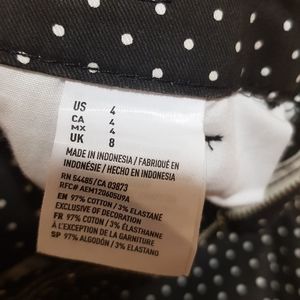 US 4
CA 4
MX 4
UK 8
MADE IN INDONESIA / FABRIQUÉ EN
INDONÉSIE / HECHO EN INDONESIA
RN 54485 / CA 03873
RFC# AEM1206059U9A
EN 97% COTTON / 3% ELASTANE
EXCLUSIVE OF DECORATION
FR 97% COTON / 3% ÉLASTHANNE
À L'EXCEPTION DE LA GARNITURE
SP 97% ALGODÓN / 3% ELASTANO